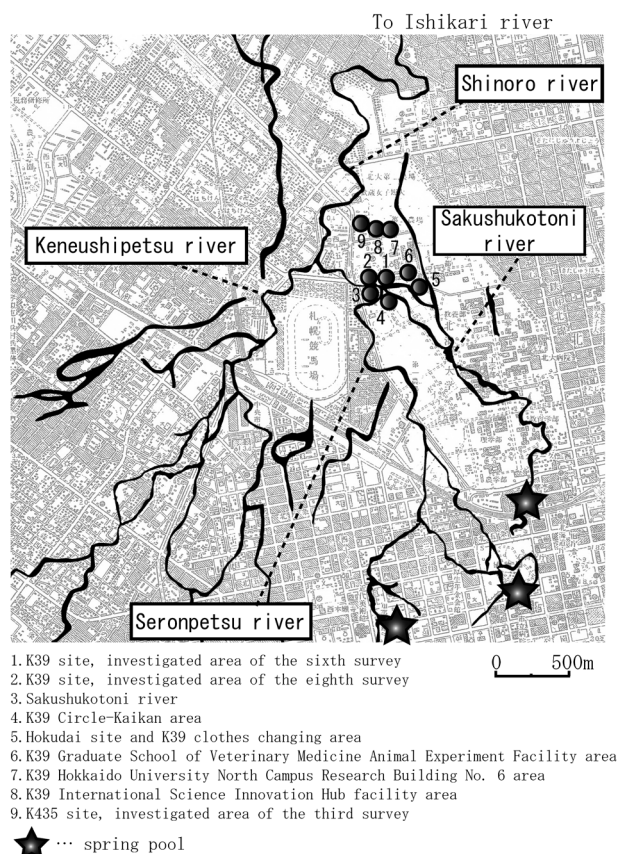 To Ishikari river
Shinoro river
Sakushukotoni
river
Keneushipetsu river
9 8 7
2 1 6
5
3
4
札幌競馬場
Seronpetsu river
0 500m
1.K39 site, investigated area of the sixth survey
2.K39 site, investigated area of the eighth survey
3.Sakushukotoni river
4.K39 Circle-Kaikan area
5.Hokudai site and K39 clothes changing area
6.K39 Graduate School of Veterinary Medicine Animal Experiment Facility area
7.K39 Hokkaido University North Campus Research Building No. 6 area
8.K39 International Science Innovation Hub facility area
9.K435 site, investigated area of the third survey
… spring pool